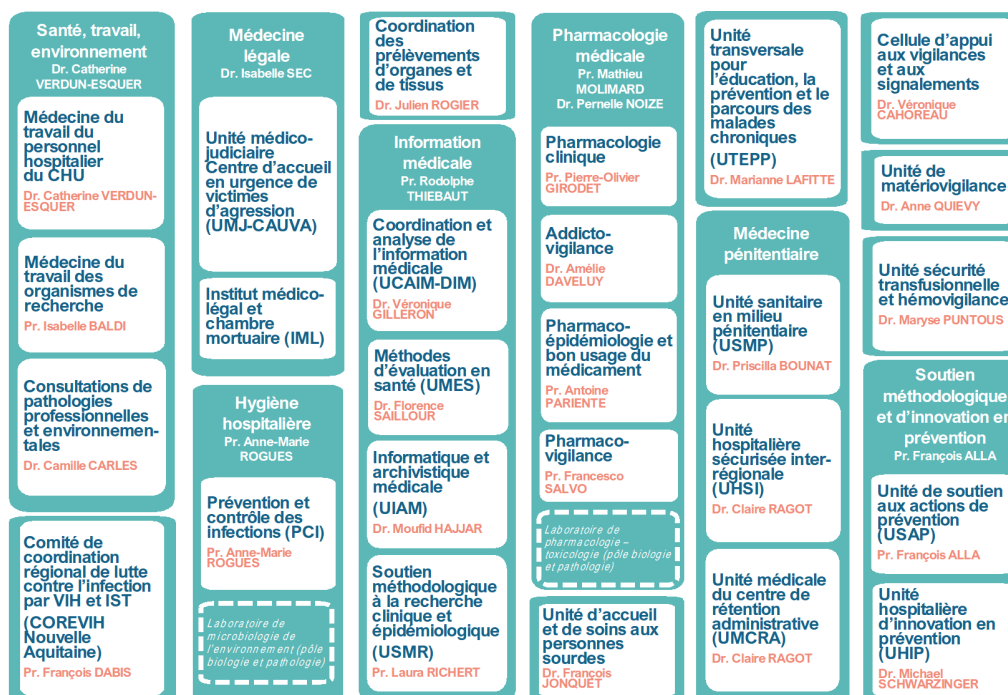 Santé, travail,
environnement
Dr. Catherine
VERDUN-ESQUER
Médecine du
travail du
personnel
hospitalier
du CHU
Dr. Catherine VERDUN-
ESQUER
Médecine du
travail des
organismes de
recherche
Pr. Isabelle BALDI
Consultations de
pathologies
professionnelles
et environnemen-
tales
Dr. Camille CARLES
Comité de
coordination
régional de lutte
contre l’infection
par VIH et IST
(COREVIH
Nouvelle
Aquitaine)
Pr. François DABIS
Médecine
légale
Dr. Isabelle SEC
Unité médico-
judiciaire
Centre d’accueil
en urgence de
victimes
d’agression
(UMJ-CAUVA)
Institut médico-
légal et
chambre
mortuaire (IML)
Hygiène
hospitalière
Pr. Anne-Marie
ROGUES
Prévention et
contrôle des
infections (PCI)
Pr. Anne-Marie
ROGUES
Laboratoire de
microbiologie de
l’environnement (pôle
biologie et pathologie)
Coordination
des
prélèvements
d’organes et
de tissus
Dr. Julien ROGIER
Information
médicale
Pr. Rodolphe
THIEBAUT
Coordination et
analyse de
l’information
médicale
(UCAIM-DIM)
Dr. Véronique
GILLERON
Méthodes
d’évaluation en
santé (UMES)
Dr. Florence
SAILLOUR
Informatique et
archivistique
médicale
(UIAM)
Dr. Moufid HAJJAR
Soutien
méthodologique
à la recherche
clinique et
épidémiologique
(USMR)
Pr. Laura RICHERT
Pharmacologie
médicale
Pr. Mathieu
MOLIMARD
Dr. Pernelle NOIZE
Pharmacologie
clinique
Pr. Pierre-Olivier
GIRODET
Addicto-
vigilance
Dr. Amélie
DAVELUY
Pharmaco-
épidémiologie et
bon usage du
médicament
Pr. Antoine
PARIENTE
Pharmaco-
vigilance
Pr. Francesco
SALVO
Laboratoire de
pharmacologie –
toxicologie (pôle biologie
et pathologie)
Unité d’accueil
et de soins aux
personnes
sourdes
Dr. François
JONQUET
Unité
transversale
pour
l’éducation, la
prévention et le
parcours des
malades
chroniques
(UTEPP)
Dr. Marianne LAFITTE
Médecine
pénitentiaire
Unité sanitaire
en milieu
pénitentiaire
(USMP)
Dr. Priscilla BOUNAT
Unité
hospitalière
sécurisée inter-
régionale
(UHSI)
Dr. Claire RAGOT
Unité médicale
du centre de
rétention
administrative
(UMCRA)
Dr. Claire RAGOT
Cellule d’appui
aux vigilances
et aux
signalements
Dr. Véronique
CAHOREAU
Unité de
matériovigilance
Dr. Anne QUIEVY
Unité sécurité
transfusionnelle
et hémovigilance
Dr. Maryse PUNTOUS
Soutien
méthodologique
et d’innovation en
prévention
Pr. François ALLA
Unité de soutien
aux actions de
prévention
(USAP)
Pr. François ALLA
Unité
hospitalière
d’innovation en
prévention
(UHIP)
Dr. Michael
SCHWARZINGER